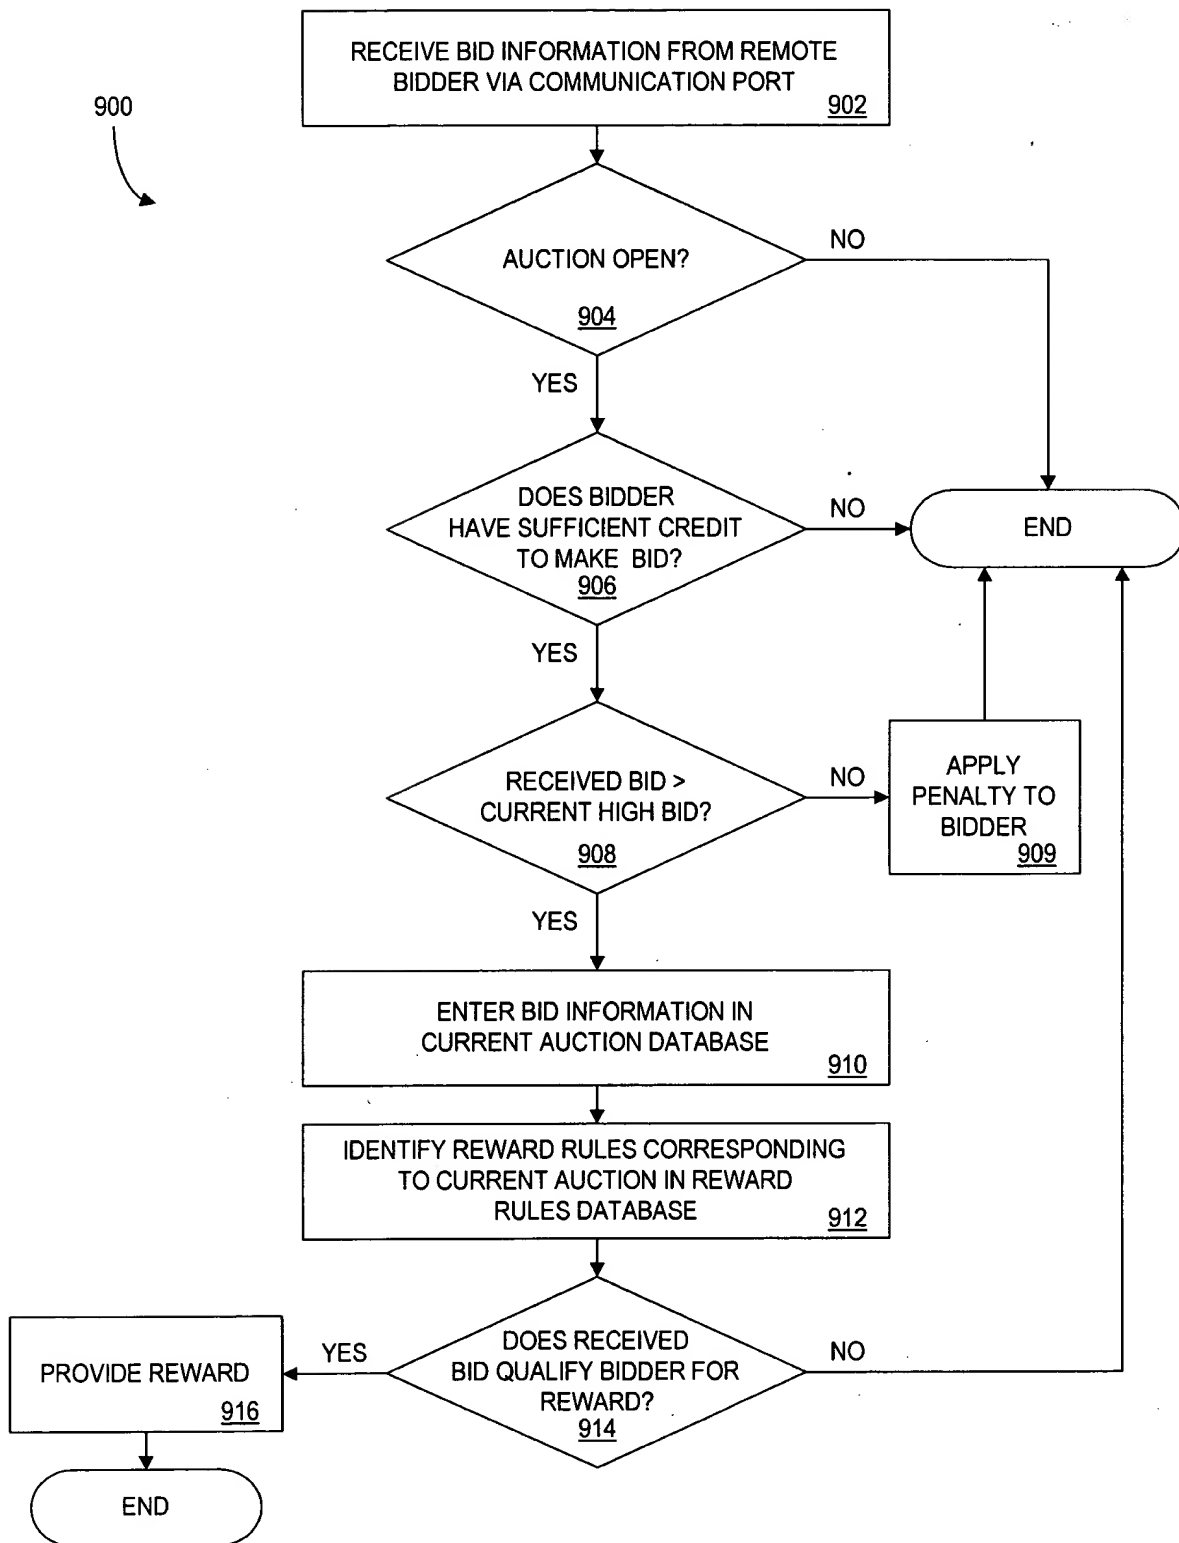 RECEIVE BID INFORMATION FROM REMOTE
BIDDER VIA COMMUNICATION PORT
902
900
AUCTION OPEN?
904
NO
YES
DOES BIDDER
HAVE SUFFICIENT CREDIT
TO MAKE BID?
906
NO
END
YES
RECEIVED BID >
CURRENT HIGH BID?
908
NO
APPLY
PENALTY TO
BIDDER
909
YES
ENTER BID INFORMATION IN
CURRENT AUCTION DATABASE
910
IDENTIFY REWARD RULES CORRESPONDING
TO CURRENT AUCTION IN REWARD
RULES DATABASE
912
DOES RECEIVED
BID QUALIFY BIDDER FOR
REWARD?
914
NO
YES
PROVIDE REWARD
916
END